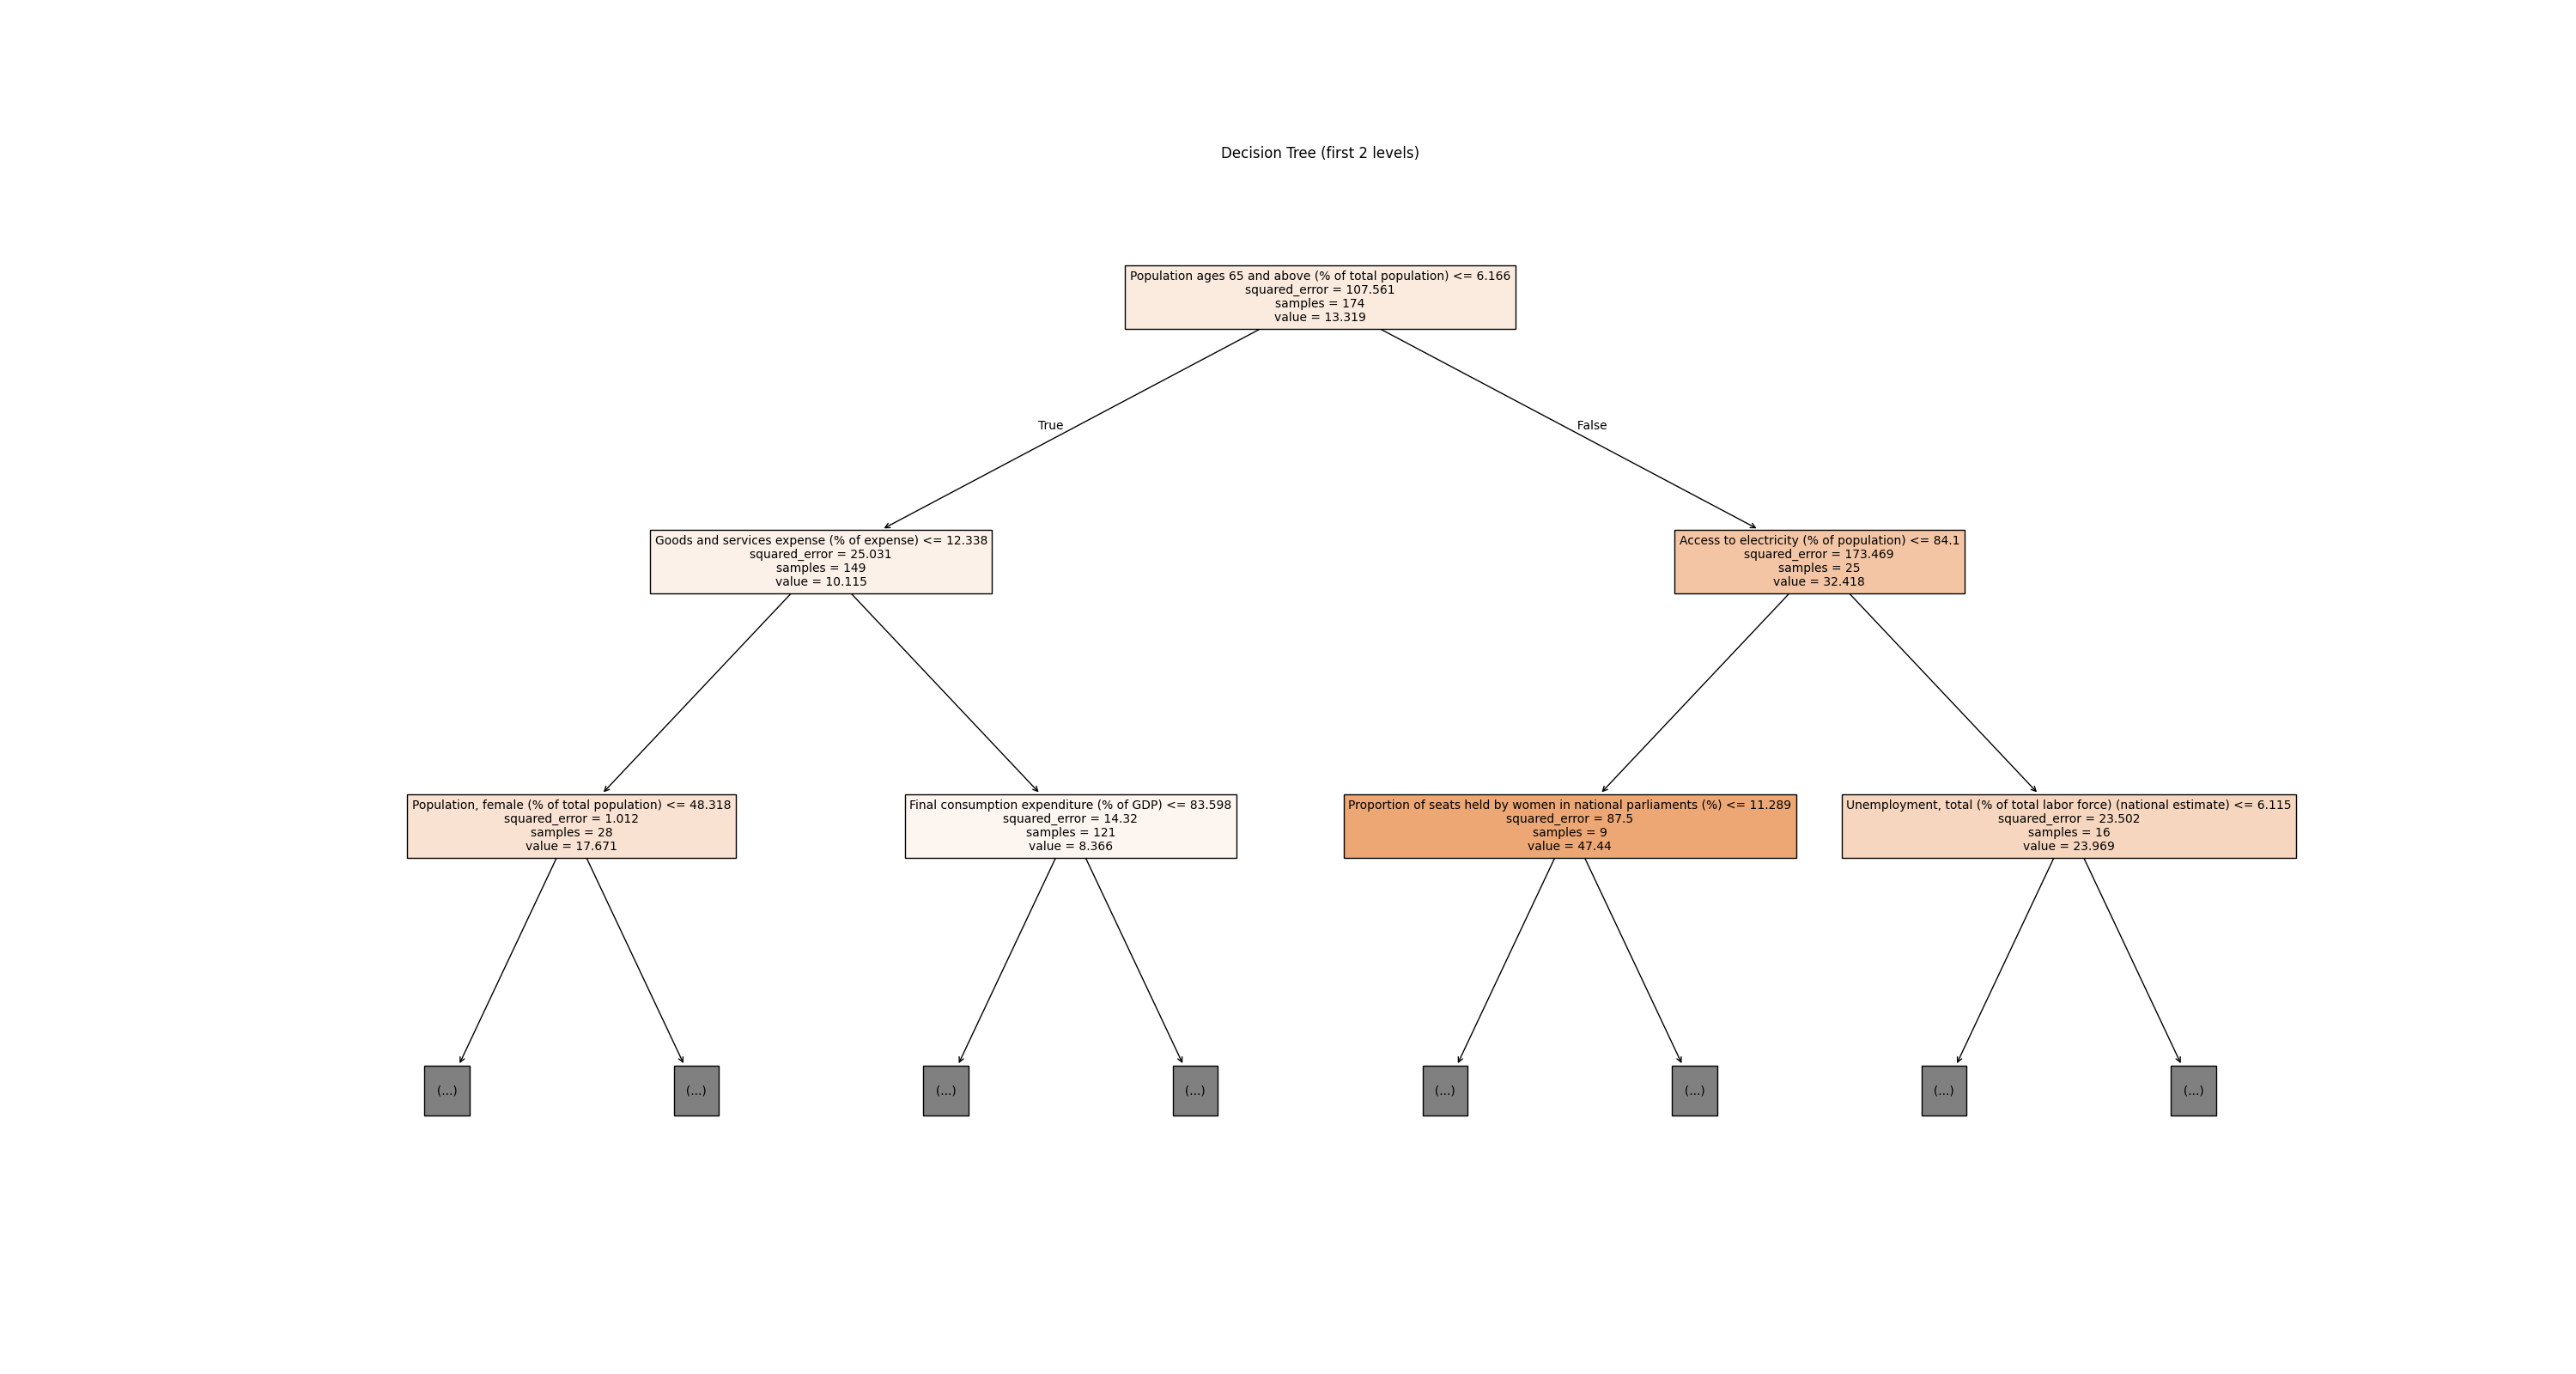 Decision Tree (first 2 levels)
Population ages 65 and above (% of total population) <= 6.166
squared_error = 107.561
samples = 174
value = 13.319
True
False
Goods and services expense (% of expense) <= 12.338
squared_error = 25.031
samples = 149
value = 10.115
Access to electricity (% of population) <= 84.1
squared_error = 173.469
samples = 25
value = 32.418
Population, female (% of total population) <= 48.318
squared_error = 1.012
samples = 28
value = 17.671
Final consumption expenditure (% of GDP) <= 83.598
squared_error = 14.32
samples = 121
value = 8.366
Proportion of seats held by women in national parliaments (%) <= 11.289
squared_error = 87.5
samples = 9
value = 47.44
Unemployment, total (% of total labor force) (national estimate) <= 6.115
squared_error = 23.502
samples = 16
value = 23.969
(...)
(...)
(...)
(...)
(...)
(...)
(...)
(...)